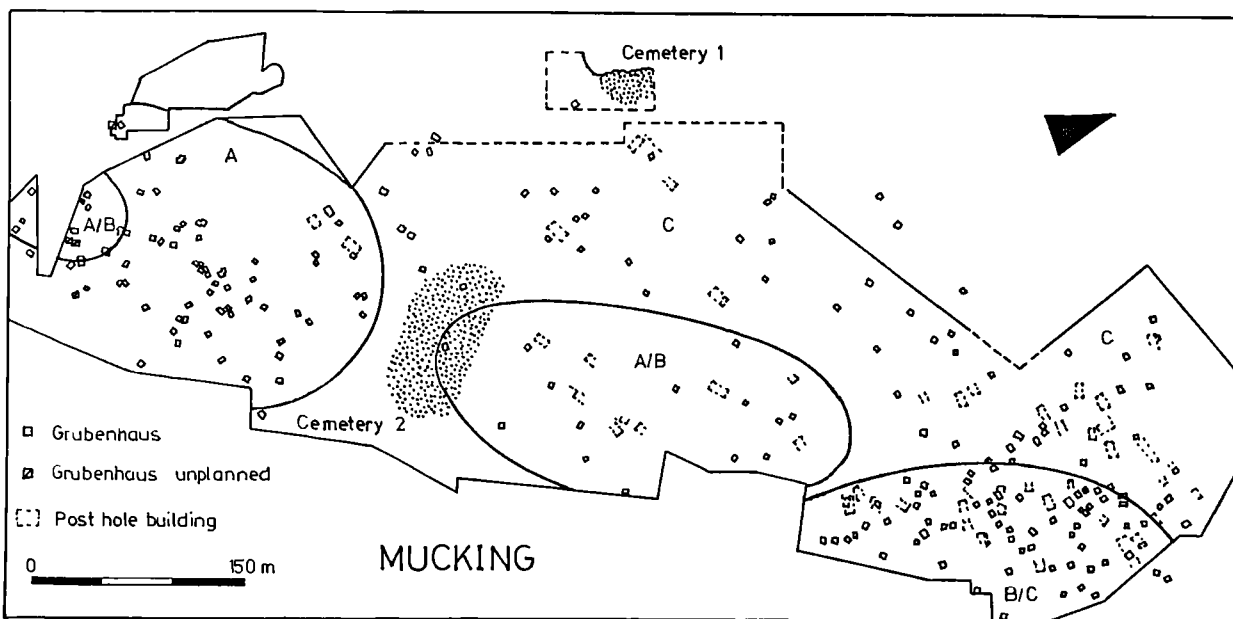 Cemetery 1
A
A/B
C
A/B
C
Cemetery 2
Grubenhaus
Grubenhaus unplanned
Post hole building
0 150 m
MUCKING
B/C